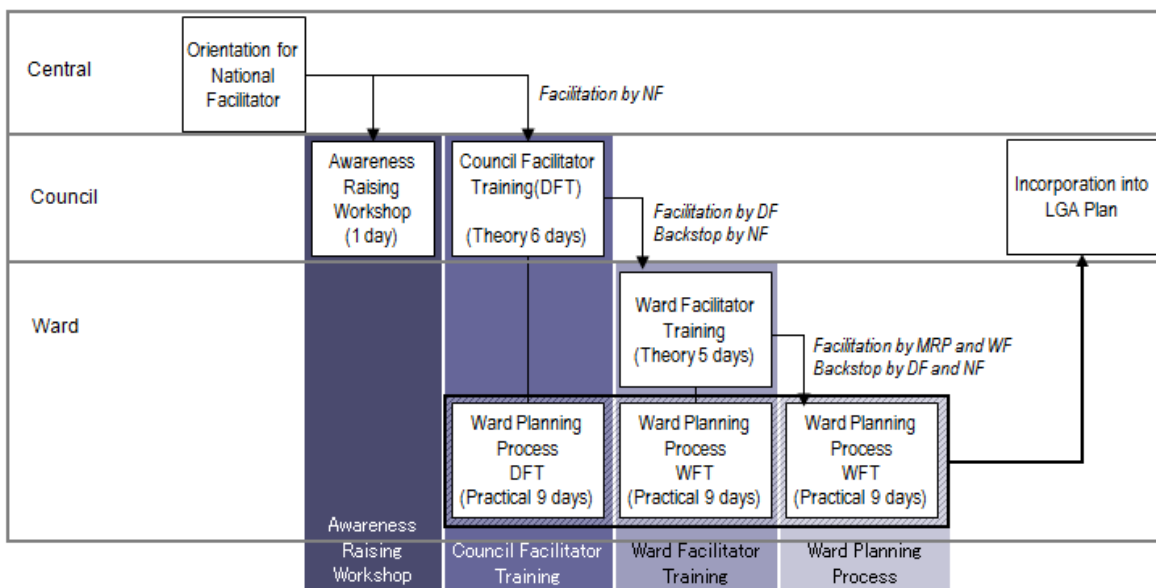 Central
Orientation for
National
Facilitator
Facilitation by NF
Council
Awareness
Raising
Workshop
(1 day)
Council Facilitator
Training(DFT)
(Theory 6 days)
Facilitation by DF
Backstop by NF
Incorporation into
LGA Plan
Ward
Ward Facilitator
Training
(Theory 5 days)
Facilitation by MRP and WF
Backstop by DF and NF
Ward Planning
Process
DFT
(Practical 9 days)
Ward Planning
Process
WFT
(Practical 9 days)
Ward Planning
Process
WFT
(Practical 9 days)
Awareness
Raising
Workshop
Council Facilitator
Training
Ward Facilitator
Training
Ward Planning
Process